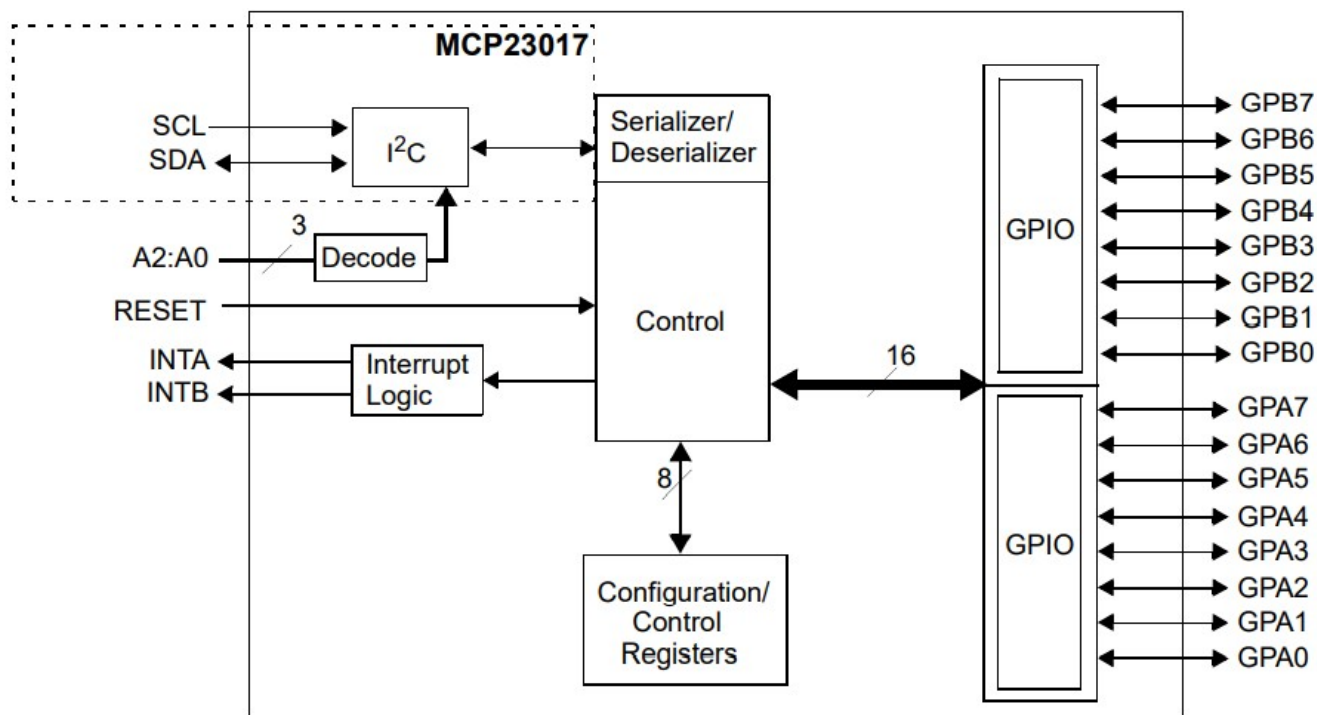 MCP23017
SCL
SDA
I²C
Serializer/
Deserializer
3
A2:A0
Decode
RESET
Control
INTA
INTB
Interrupt
Logic
16
8
Configuration/
Control
Registers
GPIO
GPB7
GPB6
GPB5
GPB4
GPB3
GPB2
GPB1
GPB0
GPIO
GPA7
GPA6
GPA5
GPA4
GPA3
GPA2
GPA1
GPA0